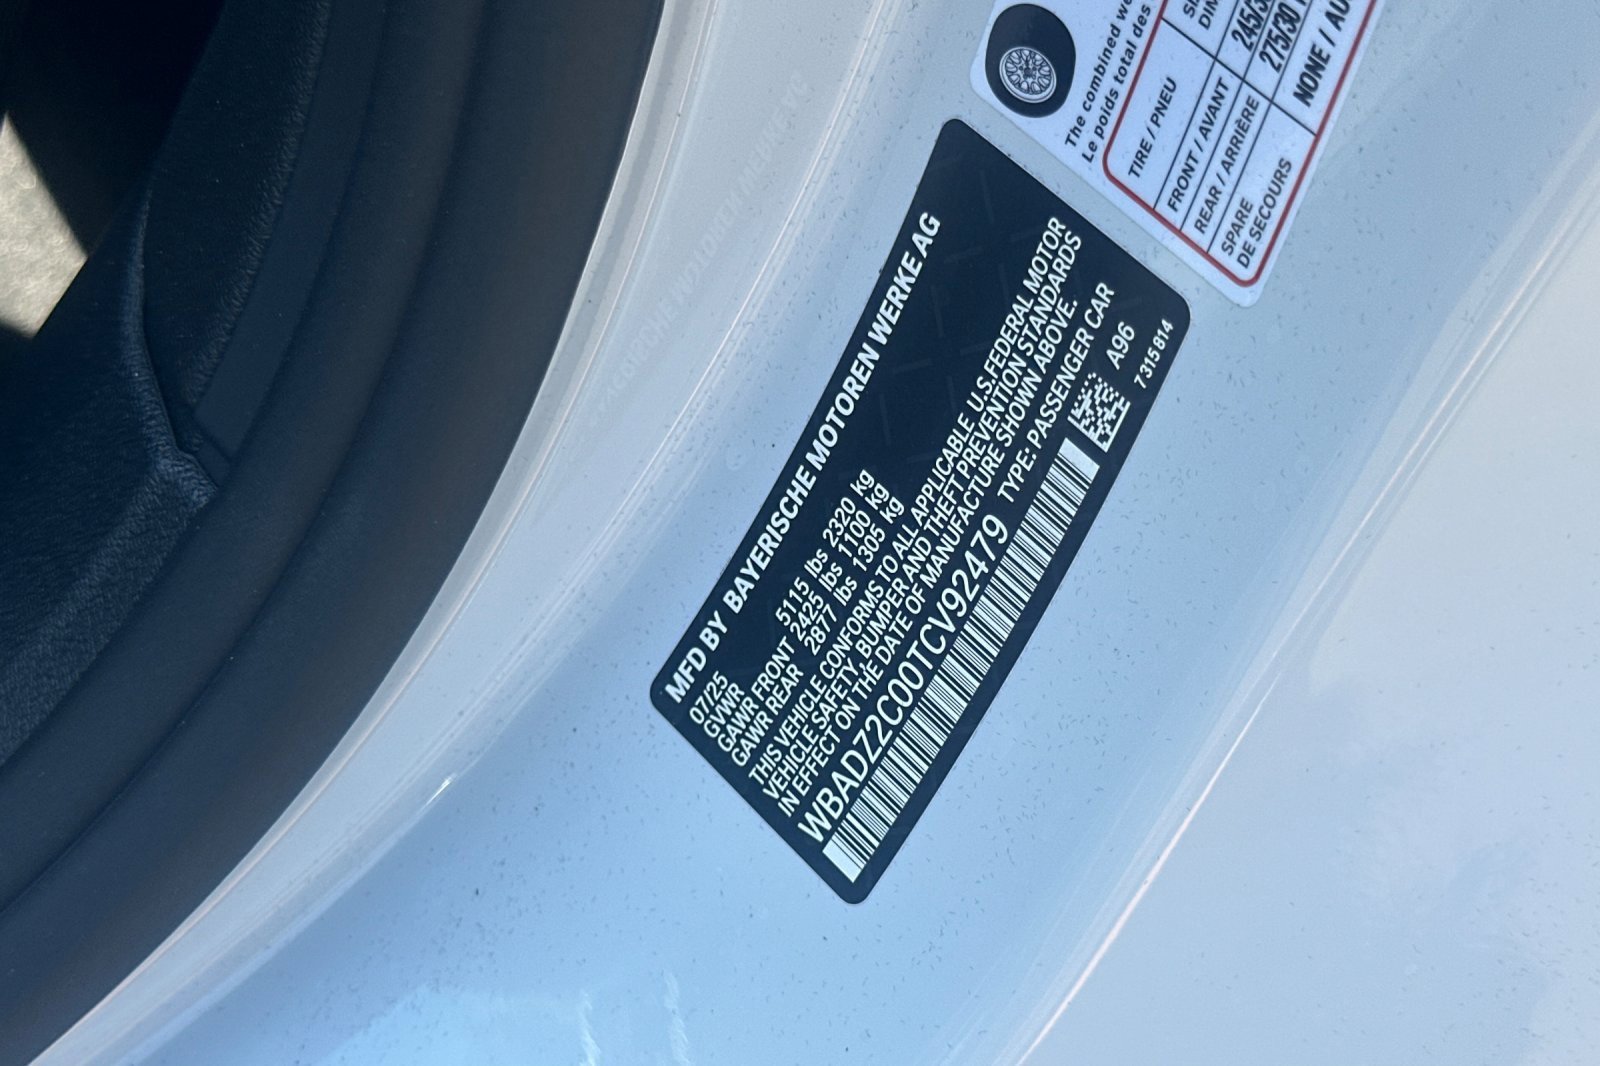 MFD BY BAYERISCHE MOTOREN WERKE AG
07/25
GVWR 5115 lbs 2320 kg
GAWR FRONT 2425 lbs 1100 kg
GAWR REAR 2877 lbs 1305 kg
THIS VEHICLE CONFORMS TO ALL APPLICABLE U.S.FEDERAL MOTOR
VEHICLE SAFETY, BUMPER AND THEFT PREVENTION STANDARDS
IN EFFECT ON THE DATE OF MANUFACTURE SHOWN ABOVE.
WBADZ2C00TCV92479 TYPE: PASSENGER CAR
A96
7315814
The combined
Le poids total des
TIRE / PNEU
FRONT / AVANT
REAR / ARRIÈRE 275/30
SPARE
DE SECOURS NONE /